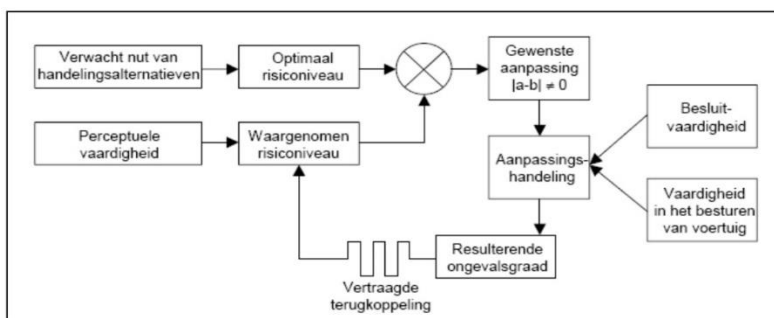 Verwacht nut van
handelingsalternatieven
Optimaal
risiconiveau
Gewenste
aanpassing
|a-b| ≠ 0
Perceptuele
vaardigheid
Waargenomen
risiconiveau
Besluit-
vaardigheid
Aanpassings-
handeling
Vaardigheid
in het besturen
van voertuig
Resulterende
ongevalsgraad
Vertraagde
terugkoppeling